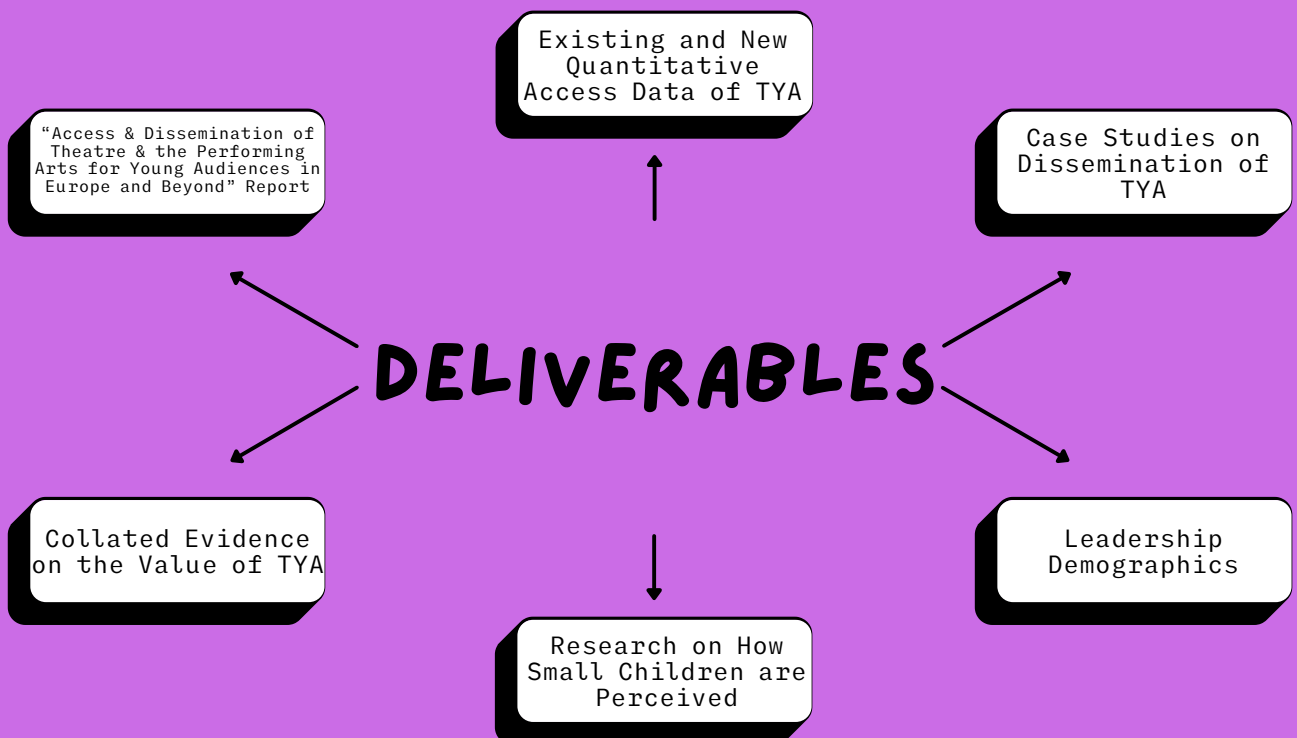 Existing and New
Quantitative
Access Data of TYA
“Access & Dissemination of
Theatre & the Performing
Arts for Young Audiences in
Europe and Beyond” Report
Case Studies on
Dissemination of
TYA
DELIVERABLES
Collated Evidence
on the Value of TYA
Leadership
Demographics
Research on How
Small Children are
Perceived